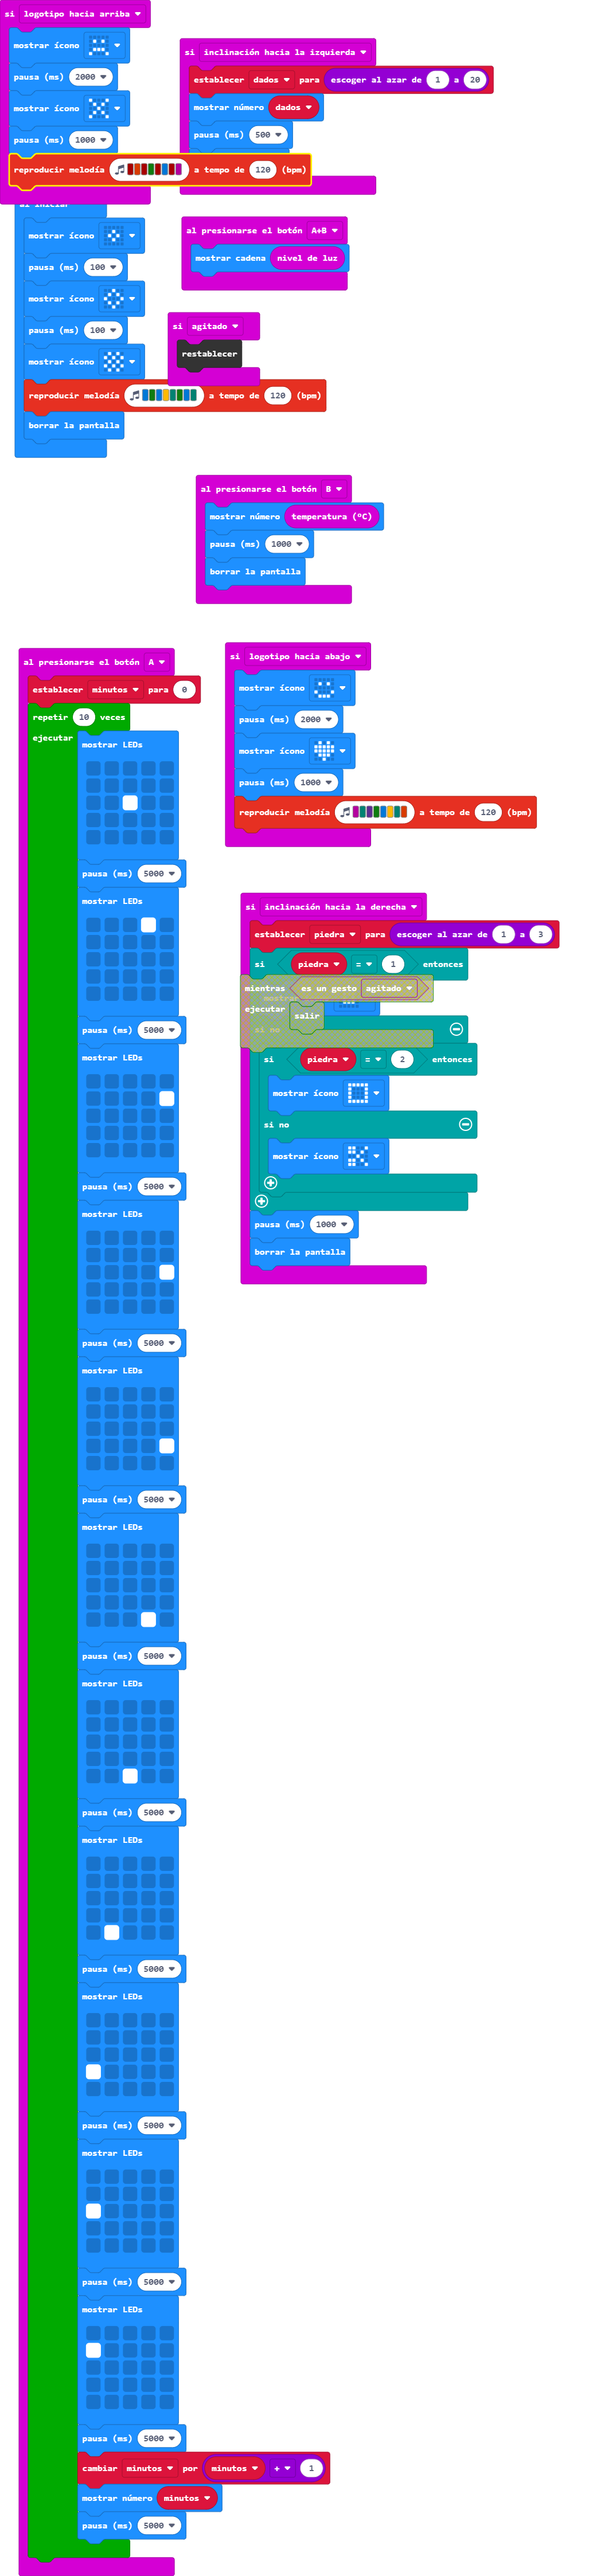 si logotipo hacia arriba
mostrar ícono
pausa (ms) 2000
mostrar ícono
pausa (ms) 1000
reproducir melodía a tempo de 120 (bpm)
si inclinación hacia la izquierda
establecer dados para escoger al azar de 1 a 20
mostrar número dados
pausa (ms) 500
si iniciar
mostrar ícono
pausa (ms) 100
mostrar ícono
pausa (ms) 100
mostrar ícono
reproducir melodía a tempo de 120 (bpm)
borrar la pantalla
al presionarse el botón A+B
mostrar cadena nivel de luz
si agitado
restablecer
al presionarse el botón B
mostrar número temperatura (ºC)
pausa (ms) 1000
borrar la pantalla
al presionarse el botón A
establecer minutos para 0
repetir 10 veces
ejecutar
mostrar LEDs
pausa (ms) 5000
mostrar LEDs
pausa (ms) 5000
mostrar LEDs
pausa (ms) 5000
mostrar LEDs
pausa (ms) 5000
mostrar LEDs
pausa (ms) 5000
mostrar LEDs
pausa (ms) 5000
mostrar LEDs
pausa (ms) 5000
mostrar LEDs
pausa (ms) 5000
mostrar LEDs
pausa (ms) 5000
mostrar LEDs
pausa (ms) 5000
mostrar LEDs
pausa (ms) 5000
cambiar minutos por minutos + 1
mostrar número minutos
pausa (ms) 5000
si logotipo hacia abajo
mostrar ícono
pausa (ms) 2000
mostrar ícono
pausa (ms) 1000
reproducir melodía a tempo de 120 (bpm)
si inclinación hacia la derecha
establecer piedra para escoger al azar de 1 a 3
si piedra = 1 entonces
mientras es un gesto agitado
mostrar
ejecutar salir
si no
si piedra = 2 entonces
mostrar ícono
si no
mostrar ícono
pausa (ms) 1000
borrar la pantalla